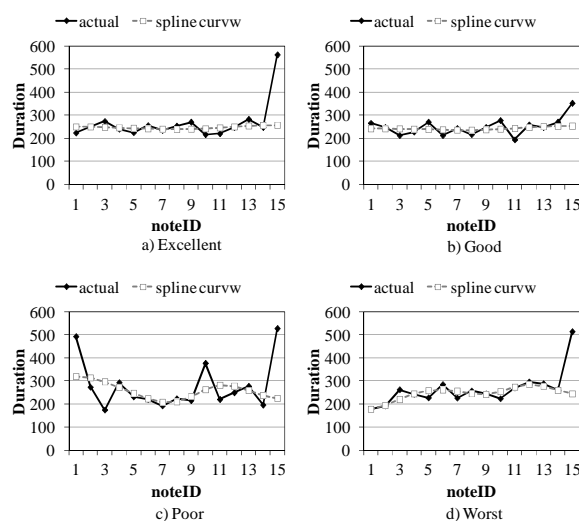 actual spline curvw
600
500
400
300
200
100
0
Duration
1 3 5 7 9 11 13 15
noteID
a) Excellent
actual spline curvw
600
500
400
300
200
100
0
Duration
1 3 5 7 9 11 13 15
noteID
b) Good
actual spline curvw
600
500
400
300
200
100
0
Duration
1 3 5 7 9 11 13 15
noteID
c) Poor
actual spline curvw
600
500
400
300
200
100
0
Duration
1 3 5 7 9 11 13 15
noteID
d) Worst